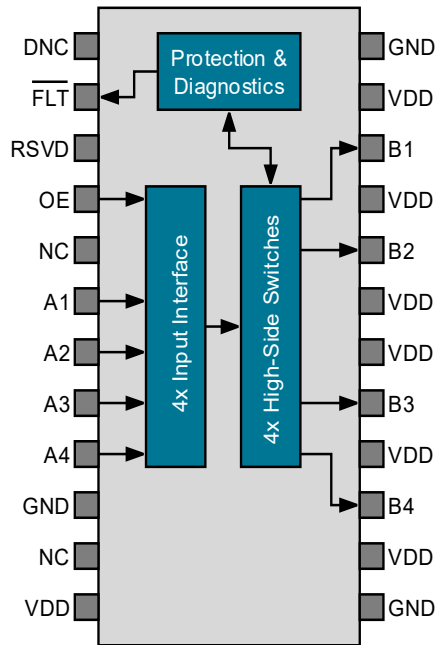 DNC
FLT
RSVD
OE
NC
A1
A2
A3
A4
GND
NC
VDD
Protection &
Diagnostics
4x Input Interface
4x High-Side Switches
GND
VDD
B1
VDD
B2
VDD
VDD
B3
VDD
B4
VDD
GND